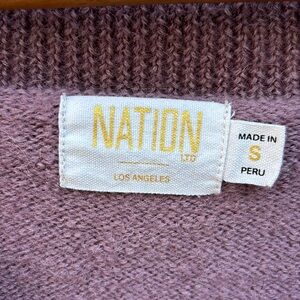 NATION
LTD
LOS ANGELES
MADE IN
S
PERU